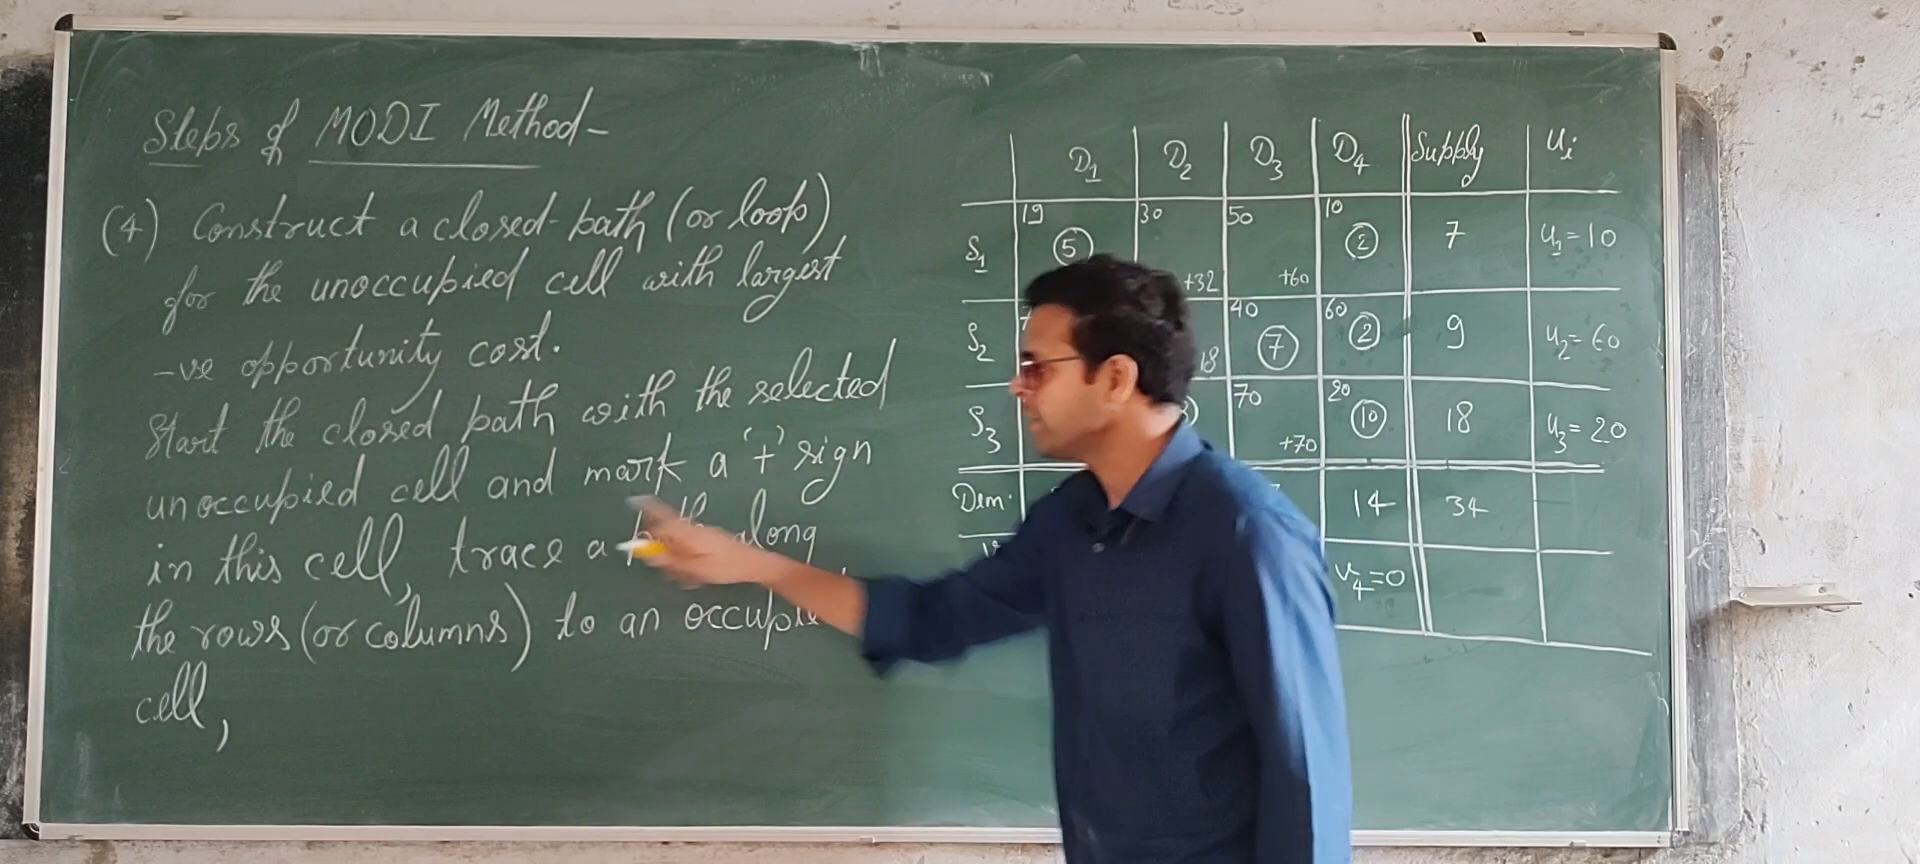 Steps of MODI Method-
(4) Construct a closed-path (or loop)
for the unoccupied cell with largest
-ve opportunity cost.
Start the closed path with the selected
unoccupied cell and mark a '+' sign
in this cell, trace a along
the rows (or columns) to an
cell,
D1 D2 D3 D4 Supply ui
S1 19 5 30 +32 50 +60 10 2 7 u1=10
S2 7 18 40 7 60 2 9 u2=60
S3 70 +70 20 10 18 u3=20
Dem. 14 34
v4=0